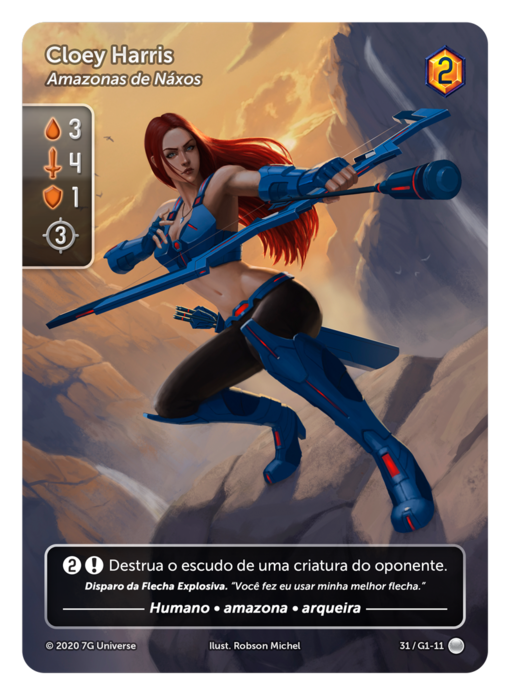 Cloey Harris
Amazonas de Náxos
2
3
4
1
3
2 ! Destrua o escudo de uma criatura do oponente.
Disparo da Flecha Explosiva. "Você fez eu usar minha melhor flecha."
Humano • amazona • arqueira
© 2020 7G Universe
Ilust. Robson Michel
31 / G1-11